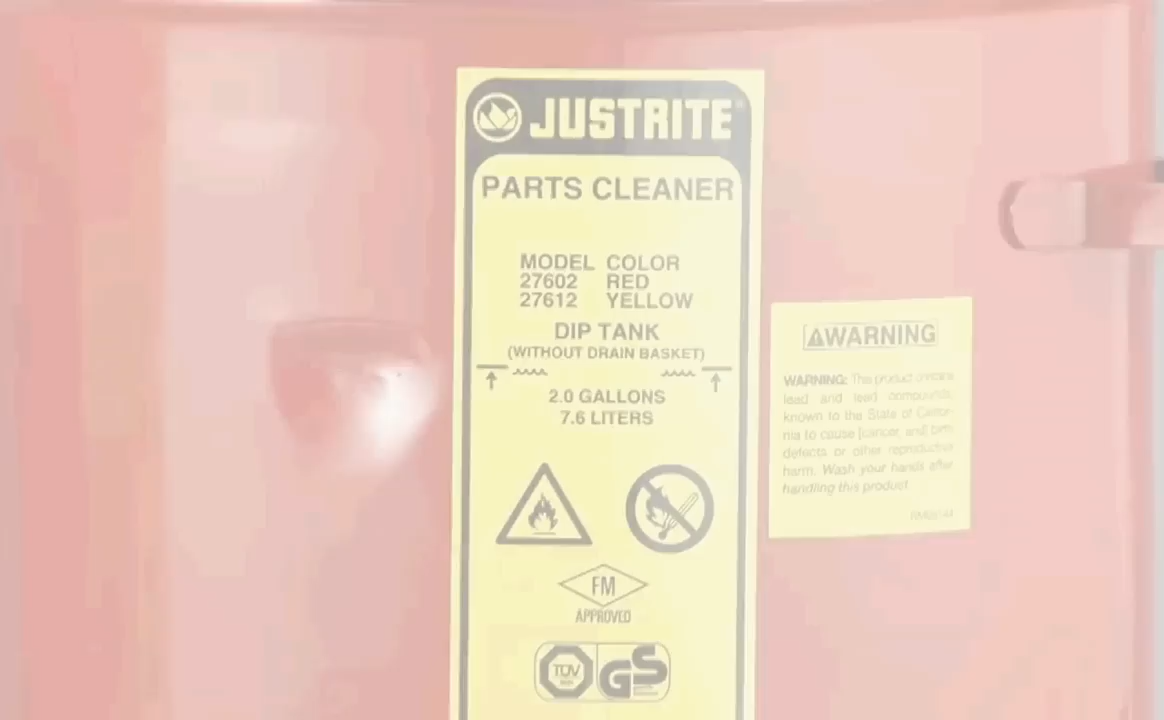 JUSTRITE®
PARTS CLEANER
MODEL COLOR
27602 RED
27612 YELLOW
DIP TANK
(WITHOUT DRAIN BASKET)
2.0 GALLONS
7.6 LITERS
FM
APPROVED
TÜV
GS
WARNING
WARNING: This product contains
lead and lead compounds,
known to the State of Califor-
nia to cause [cancer, and] birth
defects or other reproductive
harm. Wash your hands after
handling this product.